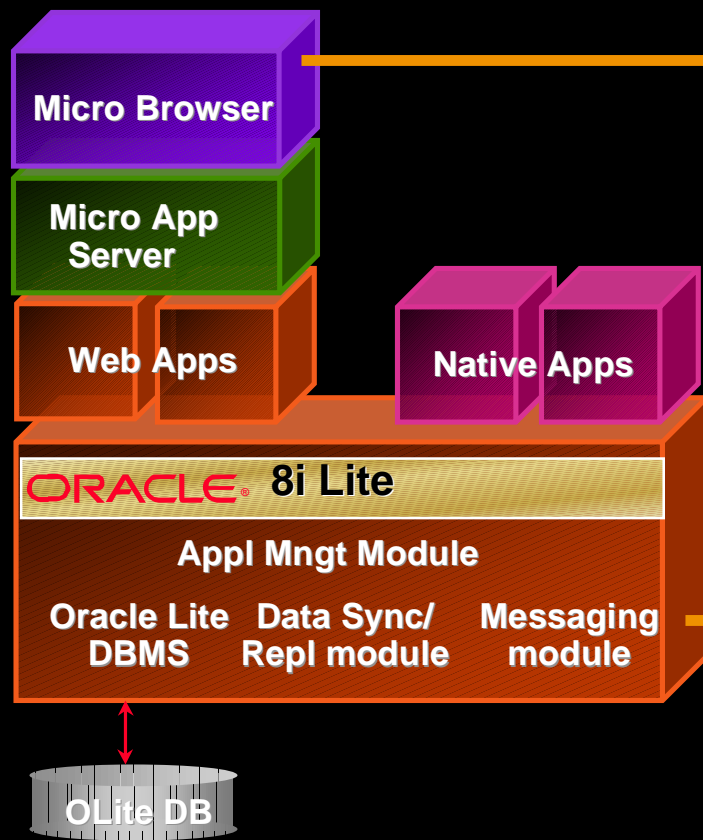 Micro Browser
Micro App
Server
Web Apps
Native Apps
ORACLE® 8i Lite
Appl Mngt Module
Oracle Lite Data Sync/ Messaging
DBMS Repl module module
OLite DB